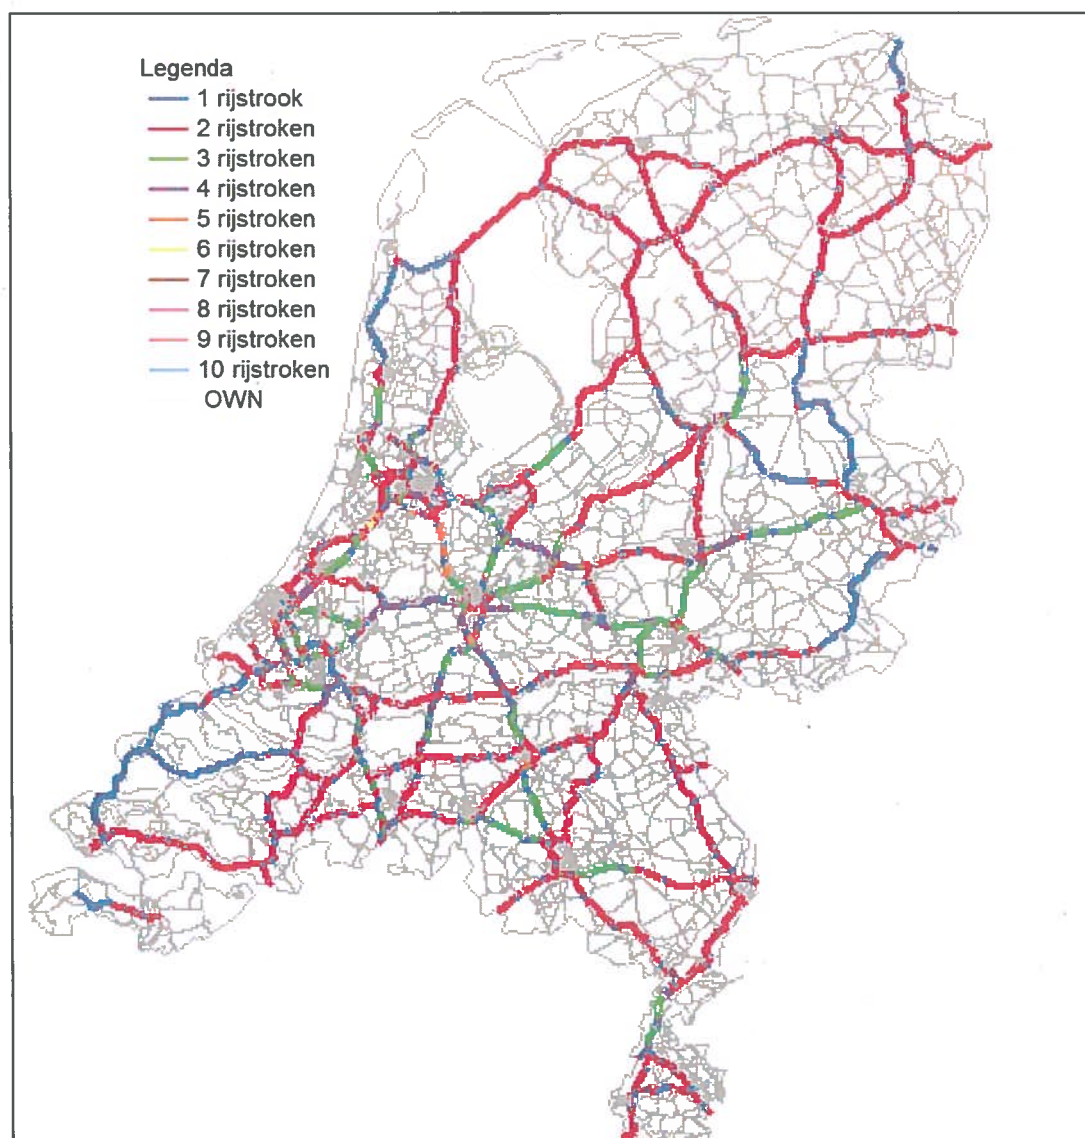 Legenda
1 rijstrook
2 rijstroken
3 rijstroken
4 rijstroken
5 rijstroken
6 rijstroken
7 rijstroken
8 rijstroken
9 rijstroken
10 rijstroken
OWN